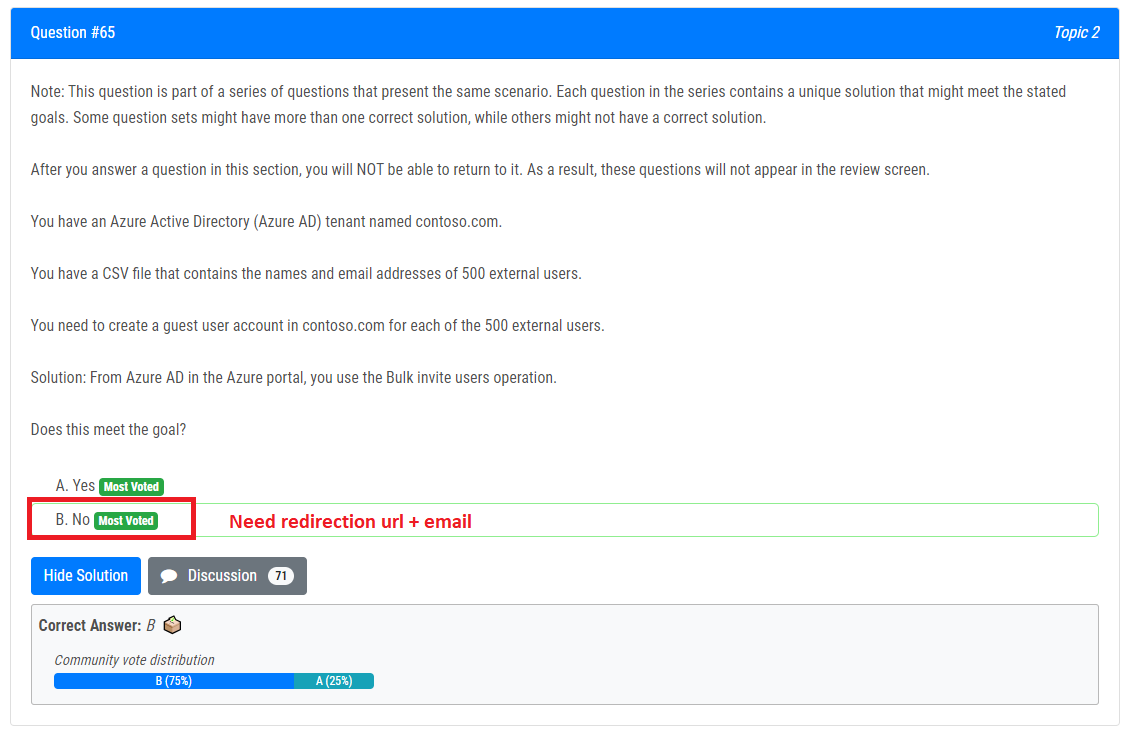 Question #65 Topic 2
Note: This question is part of a series of questions that present the same scenario. Each question in the series contains a unique solution that might meet the stated
goals. Some question sets might have more than one correct solution, while others might not have a correct solution.
After you answer a question in this section, you will NOT be able to return to it. As a result, these questions will not appear in the review screen.
You have an Azure Active Directory (Azure AD) tenant named contoso.com.
You have a CSV file that contains the names and email addresses of 500 external users.
You need to create a guest user account in contoso.com for each of the 500 external users.
Solution: From Azure AD in the Azure portal, you use the Bulk invite users operation.
Does this meet the goal?
A. Yes Most Voted
B. No Most Voted Need redirection url + email
Hide Solution Discussion 71
Correct Answer: B
Community vote distribution
B (75%) A (25%)